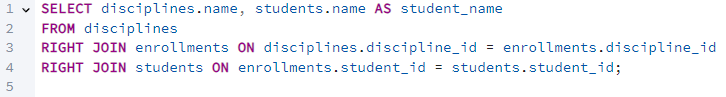 1 SELECT disciplines.name, students.name AS student_name
2 FROM disciplines
3 RIGHT JOIN enrollments ON disciplines.discipline_id = enrollments.discipline_id
4 RIGHT JOIN students ON enrollments.student_id = students.student_id;
5